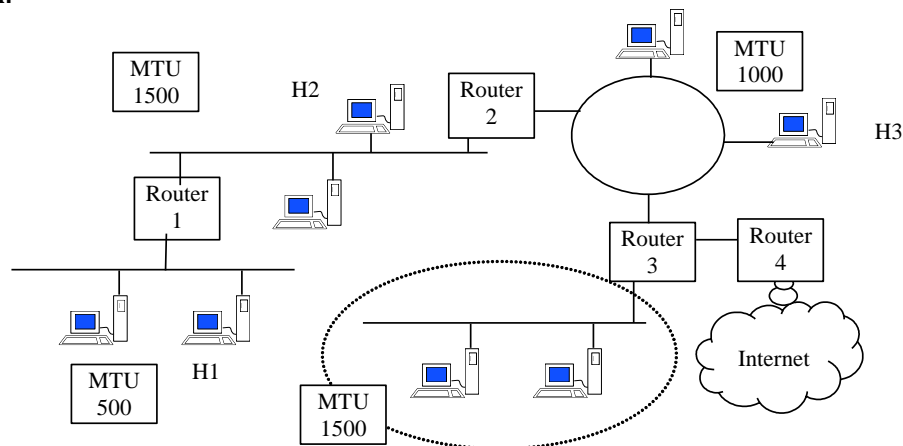 MTU
1500
H2
Router
2
MTU
1000
H3
Router
1
Router
3
Router
4
H1
MTU
500
MTU
1500
Internet